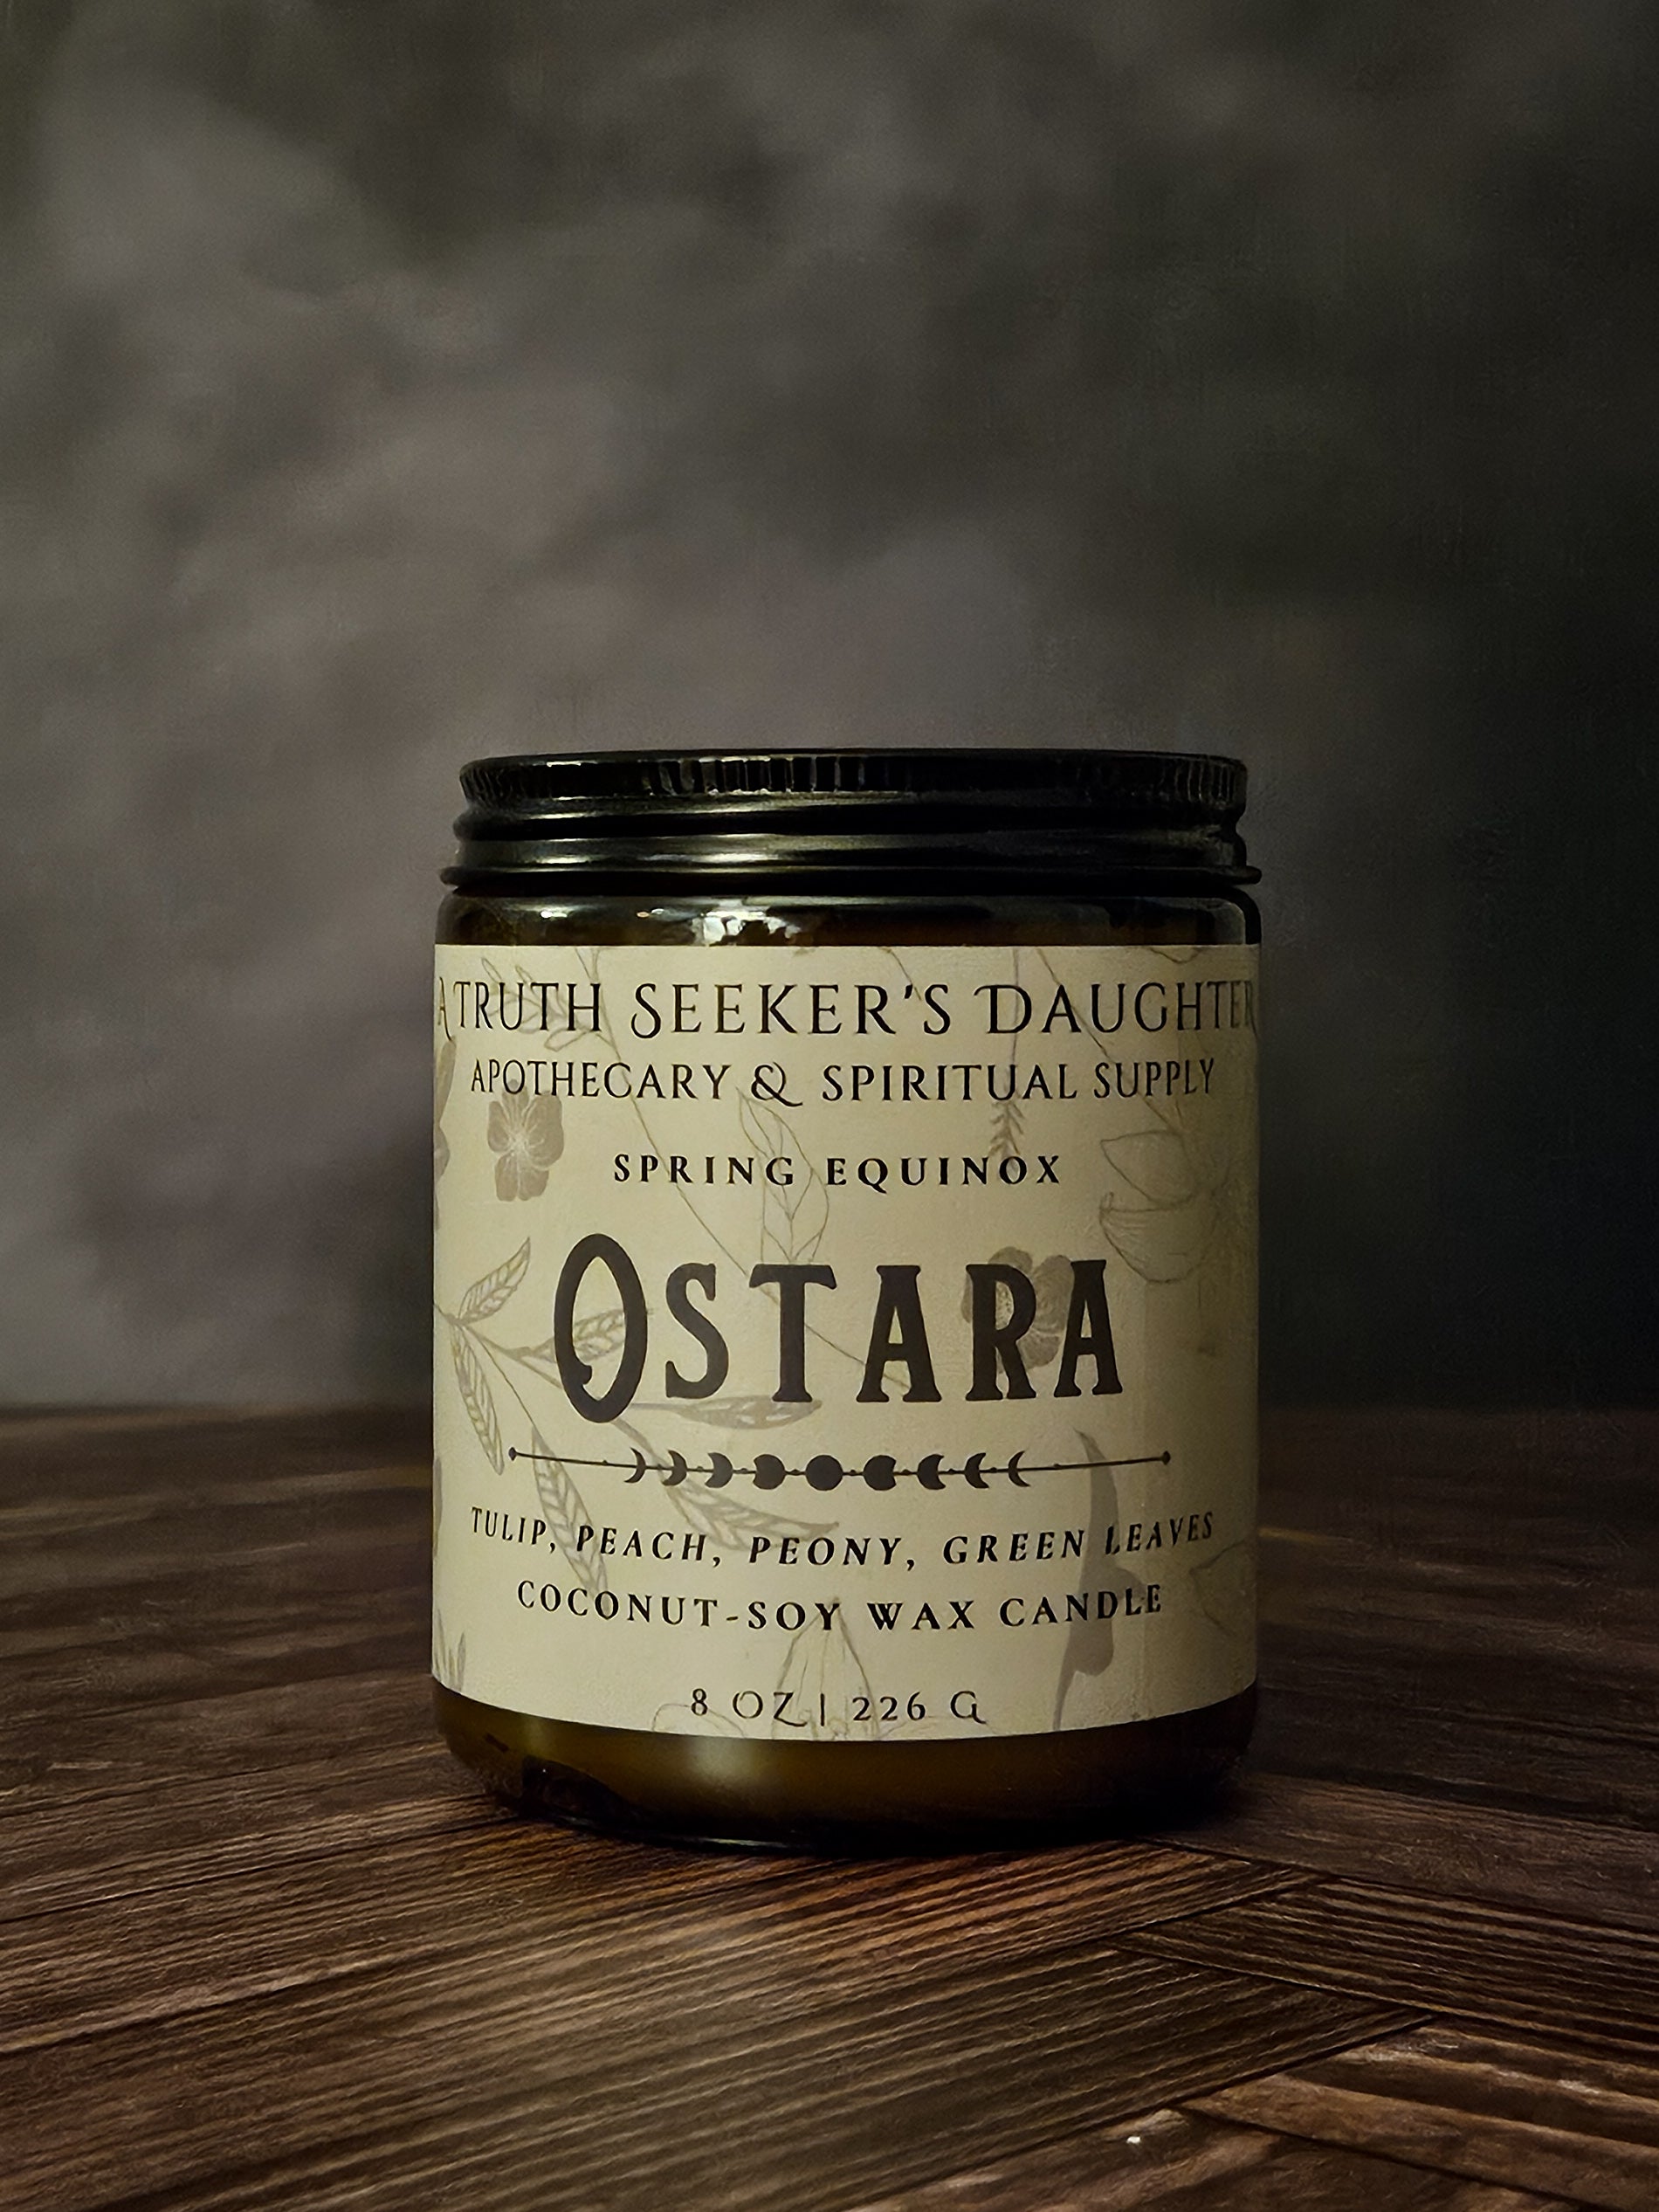 A TRUTH SEEKER'S DAUGHTER
APOTHECARY & SPIRITUAL SUPPLY
SPRING EQUINOX
OSTARA
TULIP, PEACH, PEONY, GREEN LEAVES
COCONUT-SOY WAX CANDLE
8 OZ | 226 G